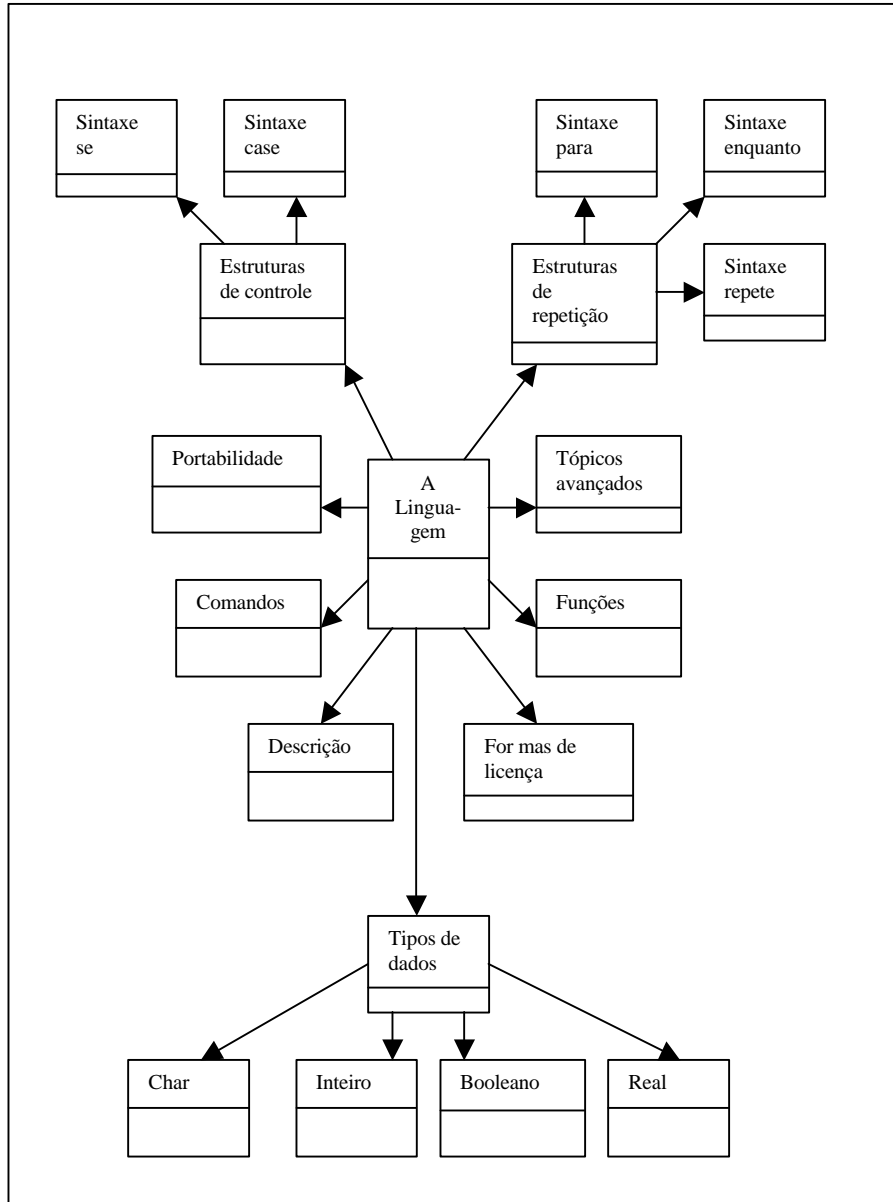 Sintaxe
se
Sintaxe
case
Sintaxe
para
Sintaxe
enquanto
Estruturas
de controle
Estruturas
de
repetição
Sintaxe
repete
Portabilidade
A
Lingua-
gem
Tópicos
avançados
Comandos
Funções
Descrição
For mas de
licença
Tipos de
dados
Char
Inteiro
Booleano
Real